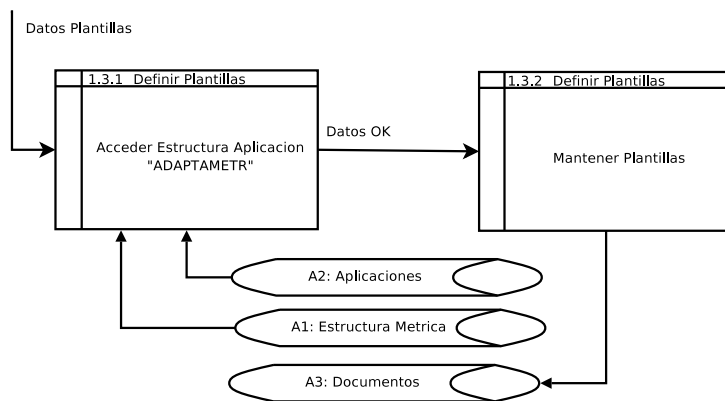 Datos Plantillas
1.3.1 Definir Plantillas
1.3.2 Definir Plantillas
Acceder Estructura Aplicacion
"ADAPTAMETR"
Datos OK
Mantener Plantillas
A2: Aplicaciones
A1: Estructura Metrica
A3: Documentos